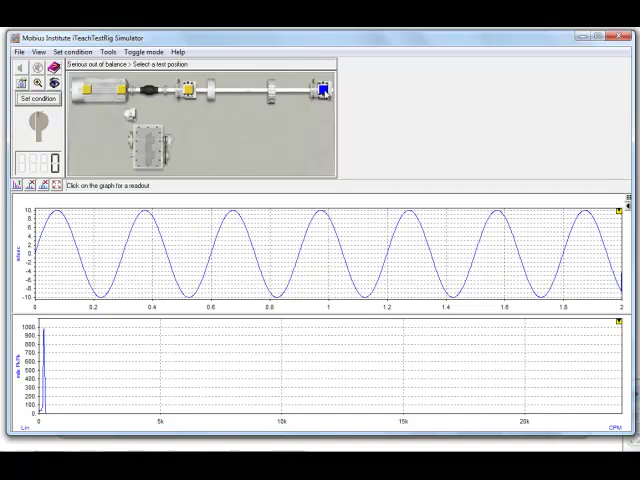 Mobius Institute iTeachTestRig Simulator
File View Set condition Tools Toggle mode Help
Serious out of balance > Select a test position
Set condition
Click on the graph for a readout
10.
8
6
4
2
0.
-2
-4
-6
-8
-10.
0 0.2 0.4 0.6 0.8 1 1.2 1.4 1.6 1.8 2
1000.
900.
800.
700.
600.
500.
400.
300.
200.
100.
0.
0 5k 10k 15k 20k
Lin CPM